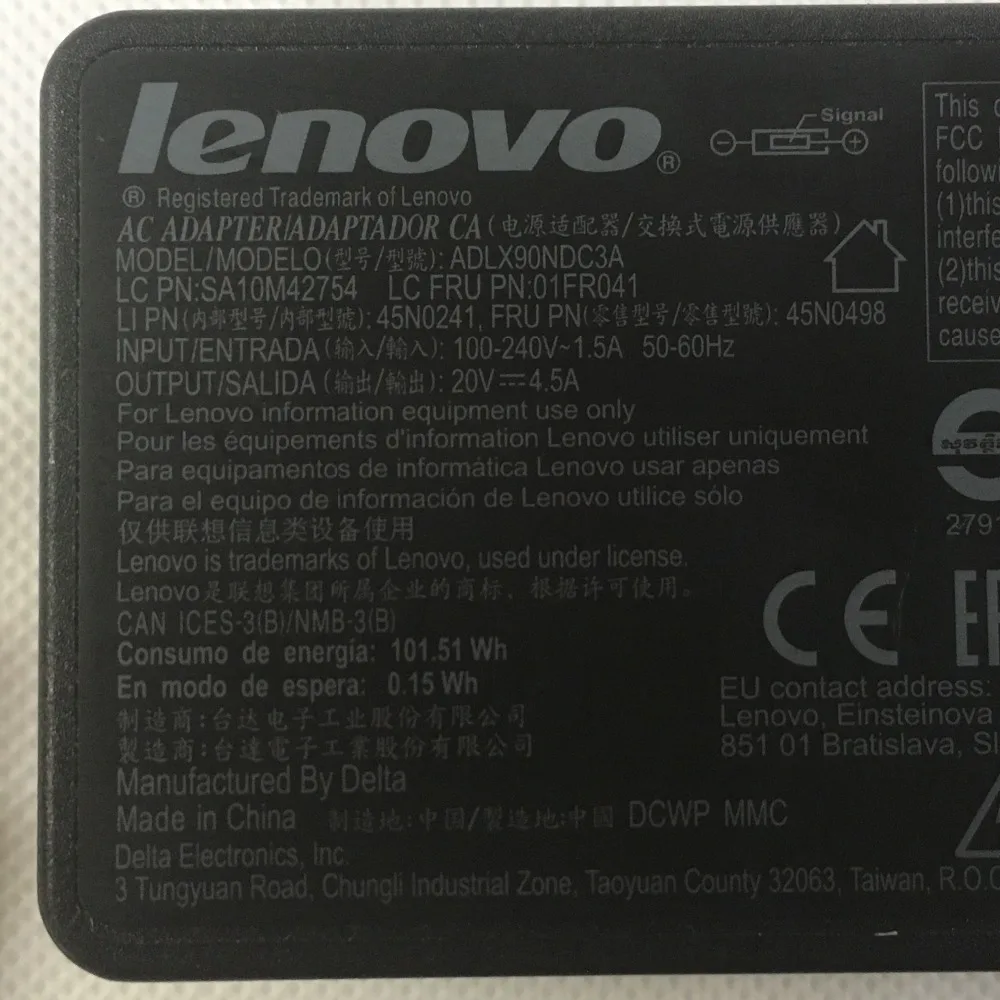 lenovo®
Signal
® Registered Trademark of Lenovo
AC ADAPTER/ADAPTADOR CA (电源适配器/交換式電源供應器)
MODEL/MODELO(型号/型號): ADLX90NDC3A
LC PN:SA10M42754 LC FRU PN:01FR041
LI PN(内部型号/內部型號): 45N0241, FRU PN(零售型号/零售型號): 45N0498
INPUT/ENTRADA(输入/輸入): 100-240V~1.5A 50-60Hz
OUTPUT/SALIDA (输出/輸出): 20V⎓4.5A
For Lenovo information equipment use only
Pour les équipements d'information Lenovo utiliser uniquement
Para equipamentos de informática Lenovo usar apenas
Para el equipo de información de Lenovo utilice sólo
仅供联想信息类设备使用
Lenovo is trademarks of Lenovo, used under license.
Lenovo是联想集团所属企业的商标，根据许可使用。
CAN ICES-3(B)/NMB-3(B)
Consumo de energía: 101.51 Wh
En modo de espera: 0.15 Wh
制造商:台达电子工业股份有限公司
製造商:台達電子工業股份有限公司
Manufactured By Delta
Made in China 制造地:中国/製造地:中國 DCWP MMC
Delta Electronics, Inc.
3 Tungyuan Road, Chungli Industrial Zone, Taoyuan County 32063, Taiwan, R.O.C
This
FCC
(1)this
(2)this
cause
279
CE
EU contact address:
Lenovo, Einsteinova
851 01 Bratislava,